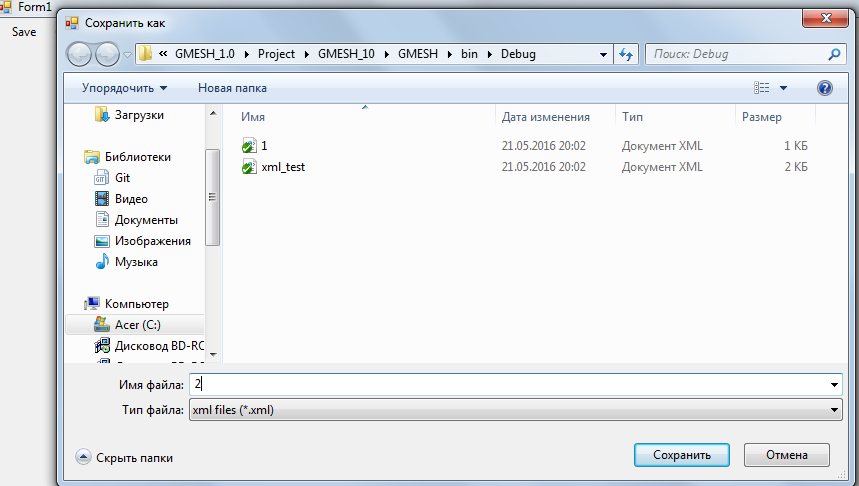 Form1
Сохранить как
Save
« GMESH_1.0 Project GMESH_10 GMESH bin Debug
Поиск: Debug
Упорядочить Новая папка
Загрузки
Библиотеки
Git
Видео
Документы
Изображения
Музыка
Компьютер
Acer (C:)
Дисковод BD-RC
Имя Дата изменения Тип Размер
1 21.05.2016 20:02 Документ XML 1 КБ
xml_test 21.05.2016 20:02 Документ XML 2 КБ
Имя файла: 2
Тип файла: xml files (*.xml)
Скрыть папки Сохранить Отмена